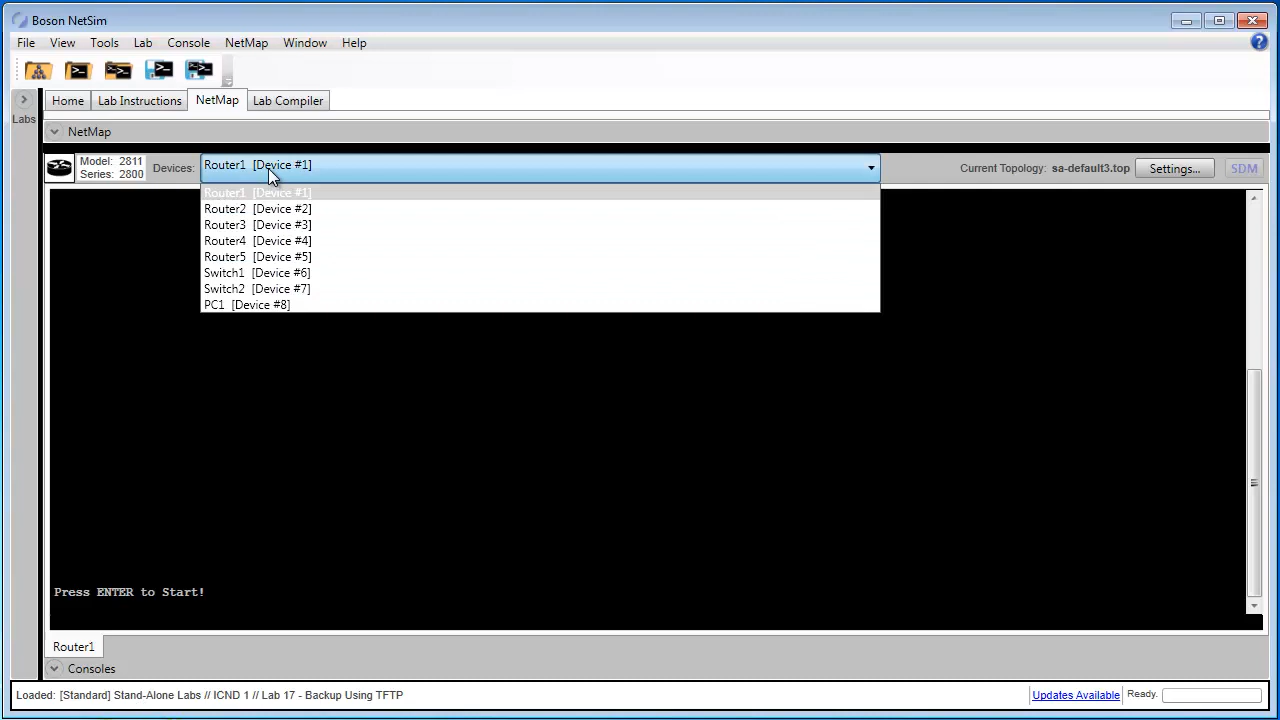 Boson NetSim
File View Tools Lab Console NetMap Window Help
Labs
Home Lab Instructions NetMap Lab Compiler
NetMap
Model: 2811
Series: 2800
Devices: Router1 [Device #1]
Current Topology: sa-default3.top Settings... SDM
Router1 [Device #1]
Router2 [Device #2]
Router3 [Device #3]
Router4 [Device #4]
Router5 [Device #5]
Switch1 [Device #6]
Switch2 [Device #7]
PC1 [Device #8]
Press ENTER to Start!
Router1
Consoles
Loaded: [Standard] Stand-Alone Labs // ICND 1 // Lab 17 - Backup Using TFTP
Updates Available Ready.